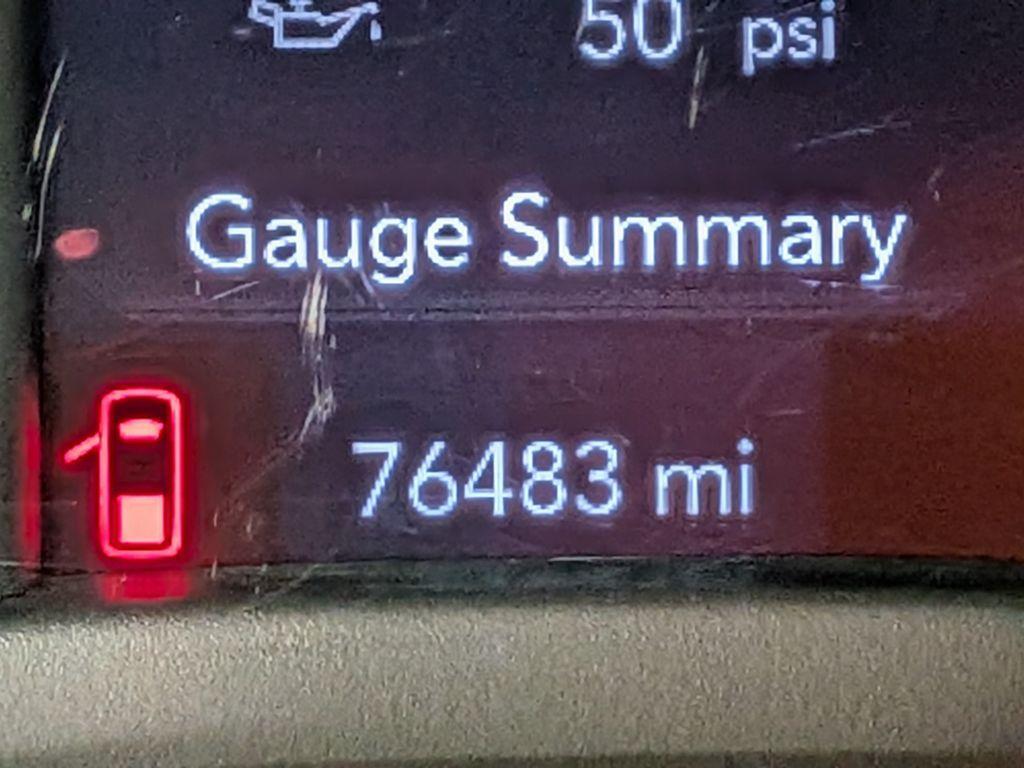 50 psi
Gauge Summary
76483 mi